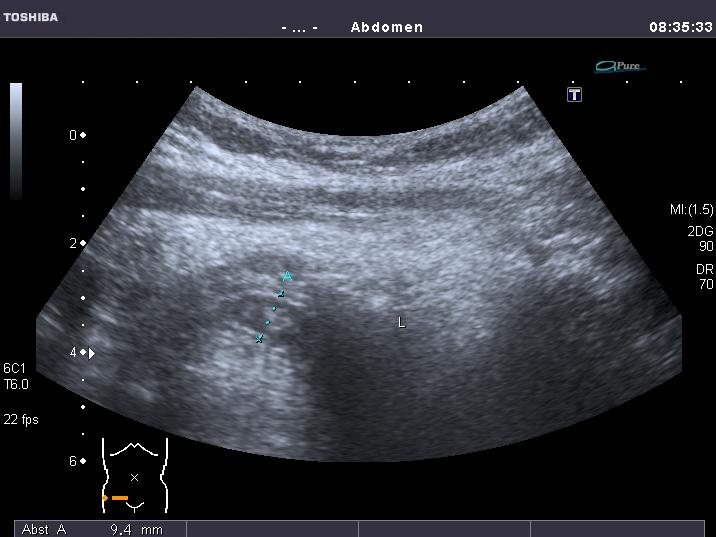 TOSHIBA
- ... - Abdomen 08:35:33
aPure
T
0
MI:(1.5)
2DG
90
2
DR
70
A
L
4
6C1
T6.0
22 fps
6
Abst A 9.4 mm